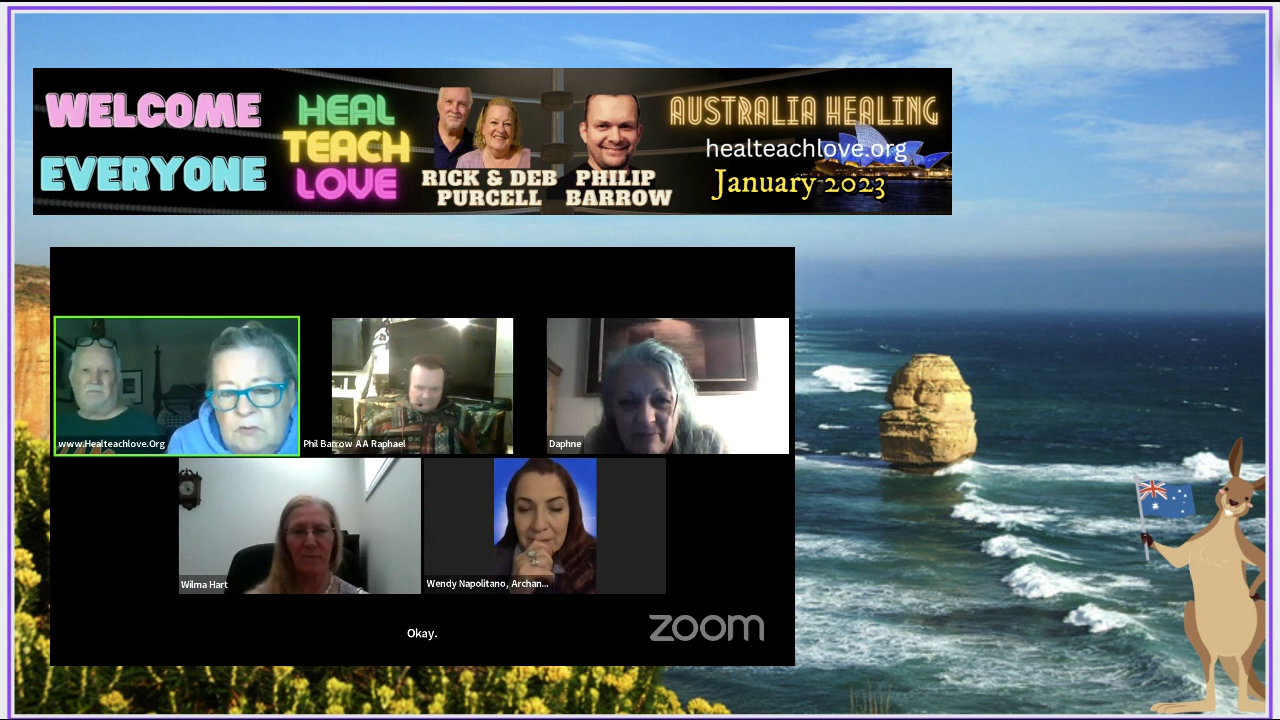 WELCOME
EVERYONE
HEAL
TEACH
LOVE
RICK & DEB
PURCELL
PHILIP
BARROW
AUSTRALIA HEALING
healteachlove.org
January 2023
www.Healteachlove.Org
Phil Barrow AA Raphael
Daphne
Wilma Hart
Wendy Napolitano, Archan...
Okay.
zoom